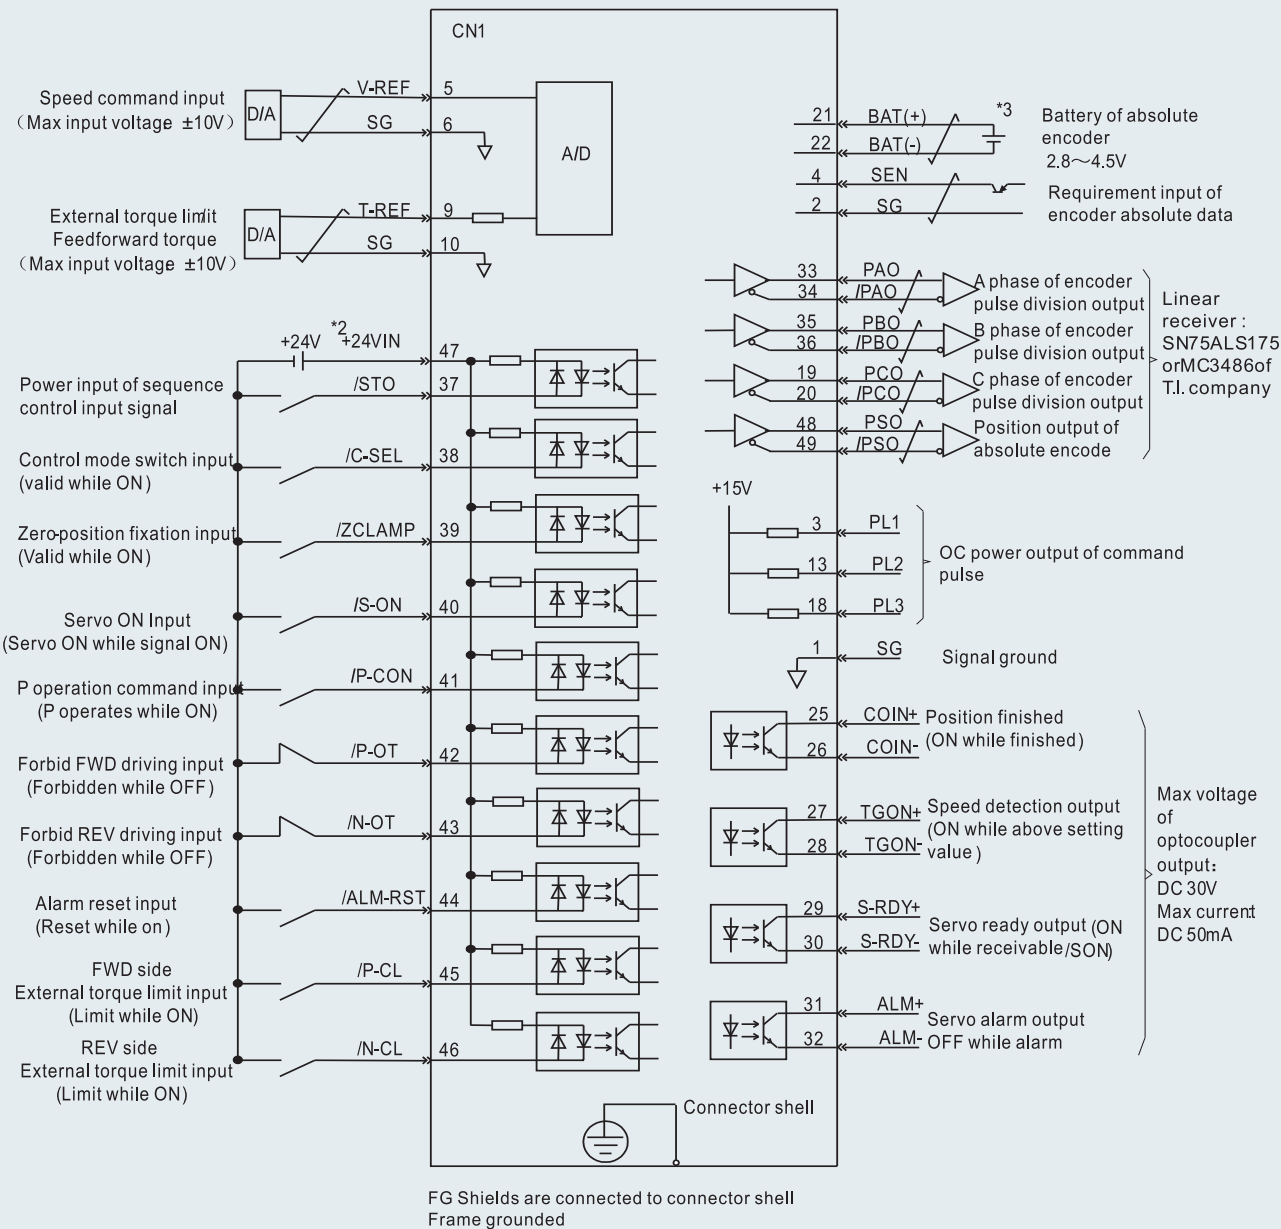 CN1
Speed command input
(Max input voltage ±10V)
D/A
V-REF
5
SG
6
A/D
External torque limit
Feedforward torque
(Max input voltage ±10V)
D/A
T-REF
9
SG
10
+24V
*2
+24VIN
47
Power input of sequence
control input signal
/STO
37
Control mode switch input
(valid while ON)
/C-SEL
38
Zero-position fixation input
(Valid while ON)
/ZCLAMP
39
Servo ON Input
(Servo ON while signal ON)
/S-ON
40
P operation command input
(P operates while ON)
/P-CON
41
Forbid FWD driving input
(Forbidden while OFF)
/P-OT
42
Forbid REV driving input
(Forbidden while OFF)
/N-OT
43
Alarm reset input
(Reset while on)
/ALM-RST
44
FWD side
External torque limit input
(Limit while ON)
/P-CL
45
REV side
External torque limit input
(Limit while ON)
/N-CL
46
21
BAT(+)
*3
22
BAT(-)
Battery of absolute
encoder
2.8～4.5V
4
SEN
2
SG
Requirement input of
encoder absolute data
33
PAO
34
/PAO
A phase of encoder
pulse division output
35
PBO
36
/PBO
B phase of encoder
pulse division output
19
PCO
20
/PCO
C phase of encoder
pulse division output
48
PSO
49
/PSO
Position output of
absolute encode
Linear
receiver :
SN75ALS175
orMC3486of
T.I. company
+15V
3
PL1
13
PL2
18
PL3
OC power output of command
pulse
1
SG
Signal ground
25
COIN+
26
COIN-
Position finished
(ON while finished)
27
TGON+
28
TGON-
Speed detection output
(ON while above setting
value)
29
S-RDY+
30
S-RDY-
Servo ready output (ON
while receivable/SON)
31
ALM+
32
ALM-
Servo alarm output
OFF while alarm
Max voltage
of
optocoupler
output:
DC 30V
Max current
DC 50mA
Connector shell
FG Shields are connected to connector shell
Frame grounded